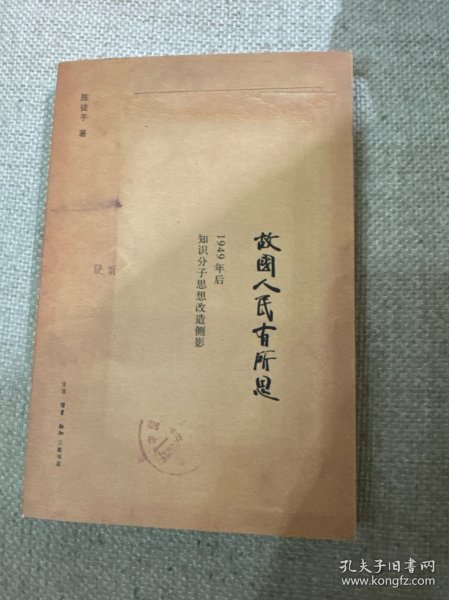 故國人民有所思
1949年后
知识分子思想改造侧影
陈徒手 著
生活·讀書·新知 三联书店
孔夫子旧书网
www.kongfz.com